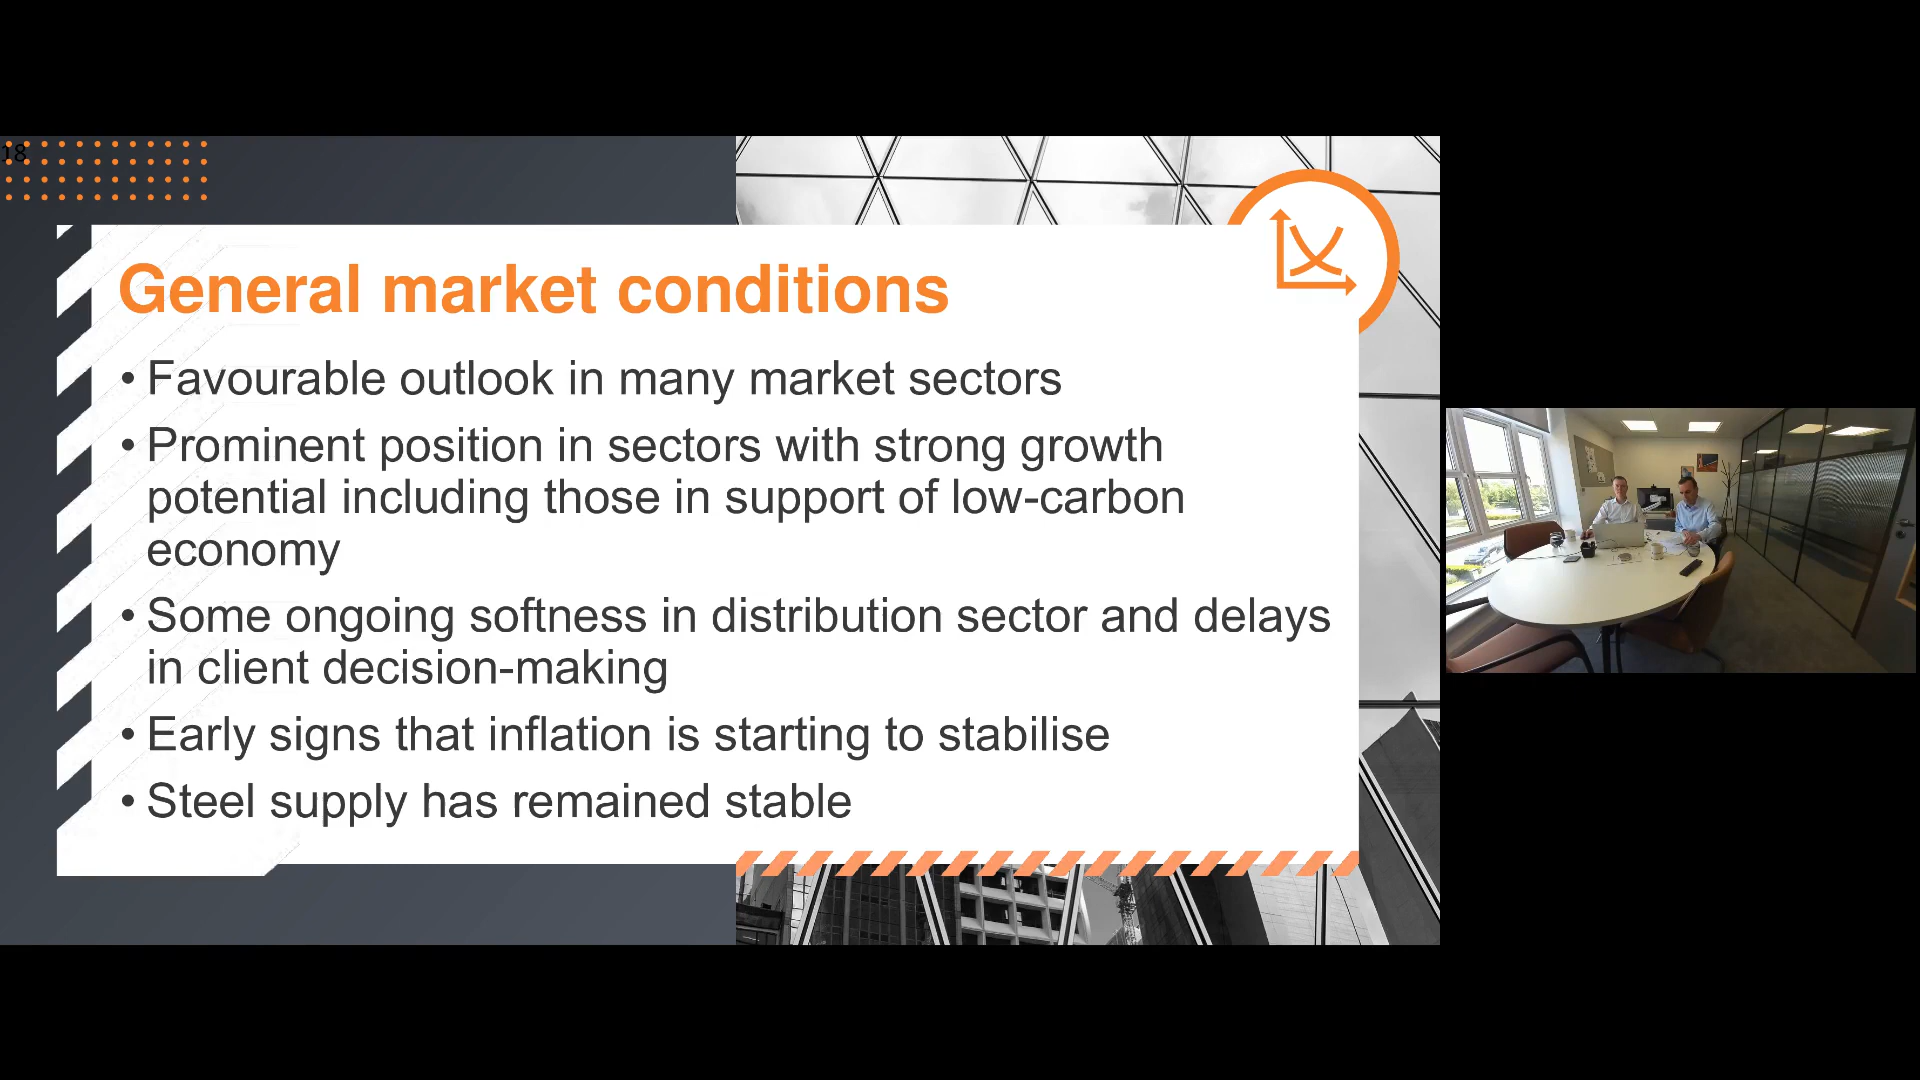 18
General market conditions
• Favourable outlook in many market sectors
• Prominent position in sectors with strong growth
potential including those in support of low-carbon
economy
• Some ongoing softness in distribution sector and delays
in client decision-making
• Early signs that inflation is starting to stabilise
• Steel supply has remained stable